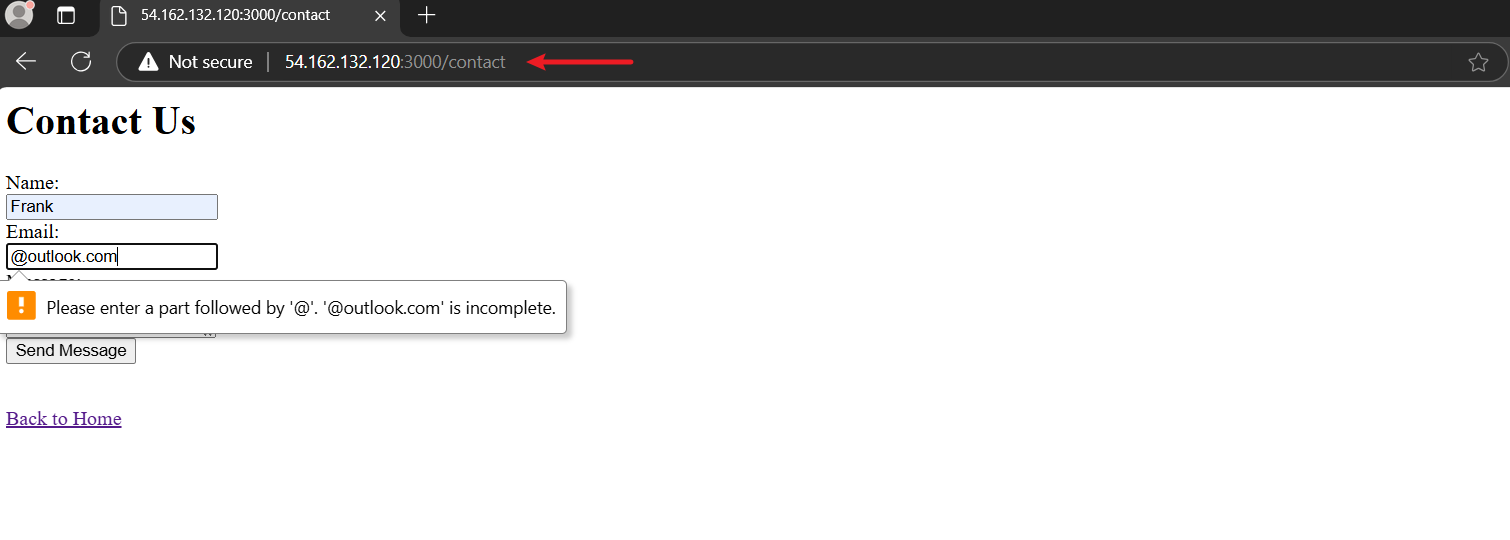 54.162.132.120:3000/contact
Not secure
54.162.132.120:3000/contact
Contact Us
Name:
Frank
Email:
@outlook.com
Please enter a part followed by '@'. '@outlook.com' is incomplete.
Send Message
Back to Home